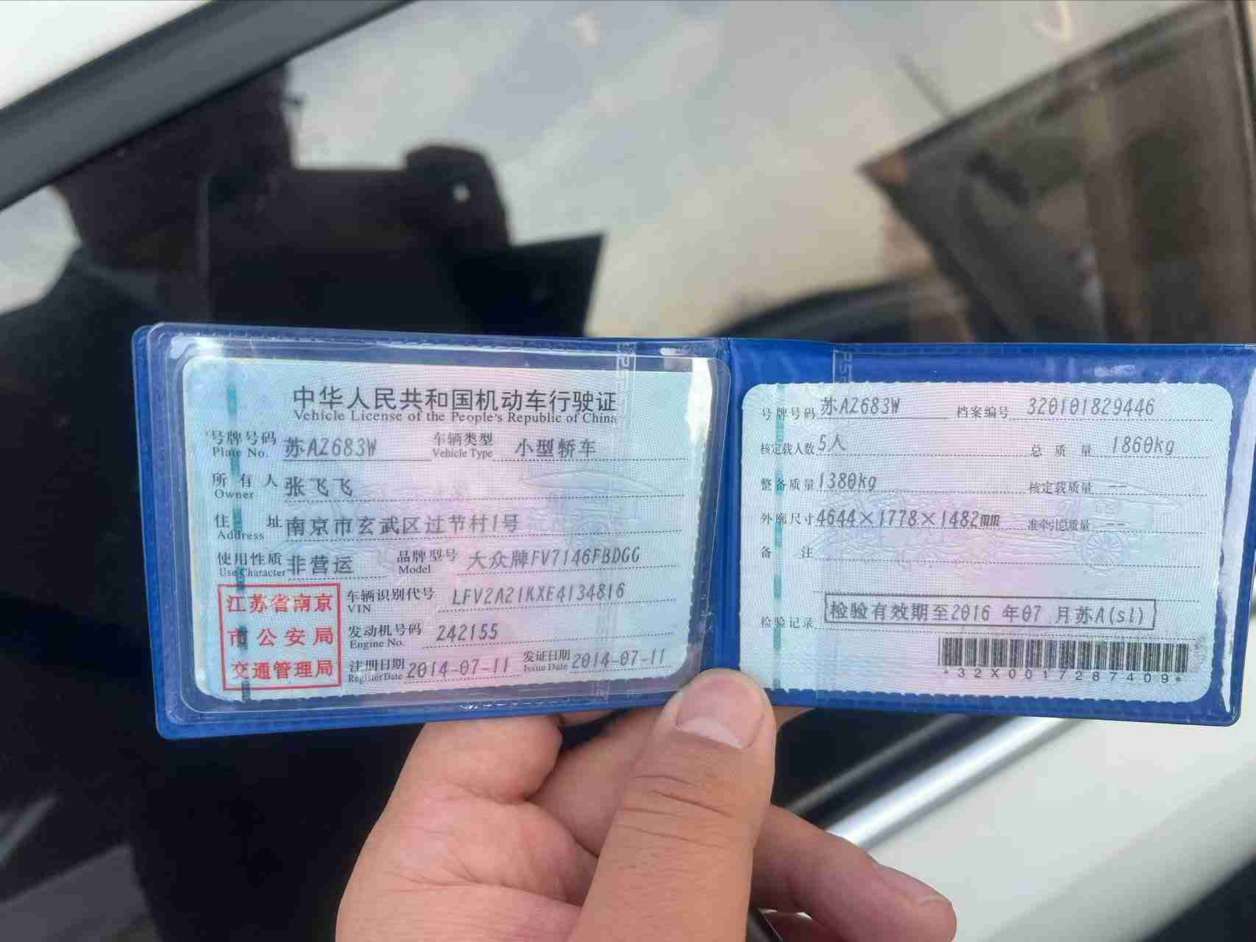 中华人民共和国机动车行驶证
Vehicle License of the People's Republic of China
号牌号码 苏AZ683W 车辆类型 小型轿车
Plate No. Vehicle Type
所有人 张飞飞
Owner
住址 南京市玄武区过节村1号
Address
使用性质 非营运 品牌型号 大众牌FV7146FBDGG
Use Character Model
江苏省南京
市公安局
交通管理局
车辆识别代号 LFV2A21KXE4134816
VIN
发动机号码 242155
Engine No.
注册日期 2014-07-11 发证日期 2014-07-11
Register Date Issue Date
号牌号码 苏AZ683W 档案编号 320101829446
核定载人数 5人 总质量 1860kg
整备质量 1380kg 核定载质量 --
外廓尺寸 4644×1778×1482mm 准牵引总质量 --
备注
检验记录 检验有效期至2016年07月苏A(sl)
*32X0017287409*